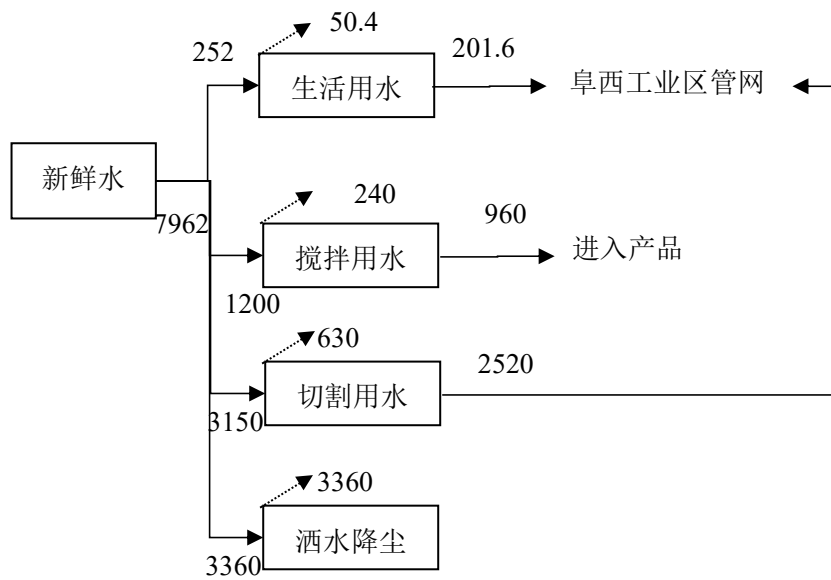 50.4
252
201.6
生活用水
阜西工业区管网
新鲜水
7962
240
960
搅拌用水
进入产品
1200
630
2520
切割用水
3150
3360
洒水降尘
3360